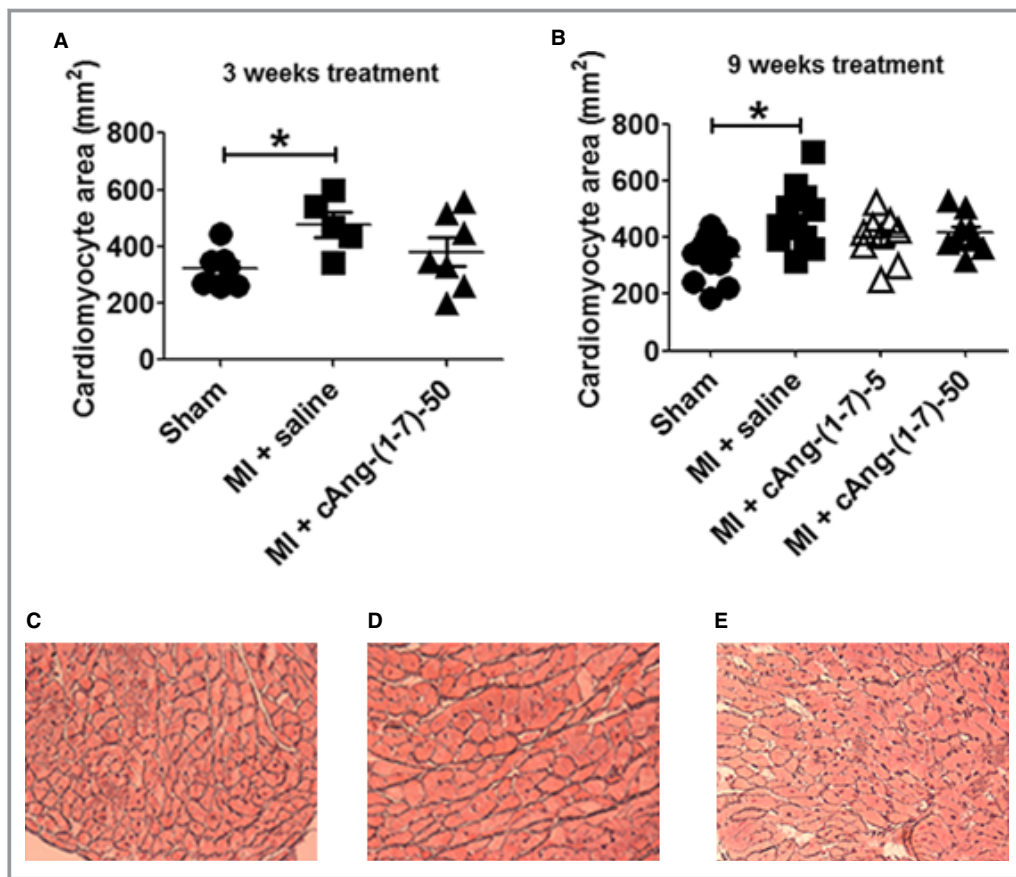 A
3 weeks treatment
Cardiomyocyte area (mm²)
800
600
400
200
0
*
Sham
MI + saline
MI + cAng-(1-7)-50
B
9 weeks treatment
Cardiomyocyte area (mm²)
800
600
400
200
0
*
Sham
MI + saline
MI + cAng-(1-7)-5
MI + cAng-(1-7)-50
C
D
E